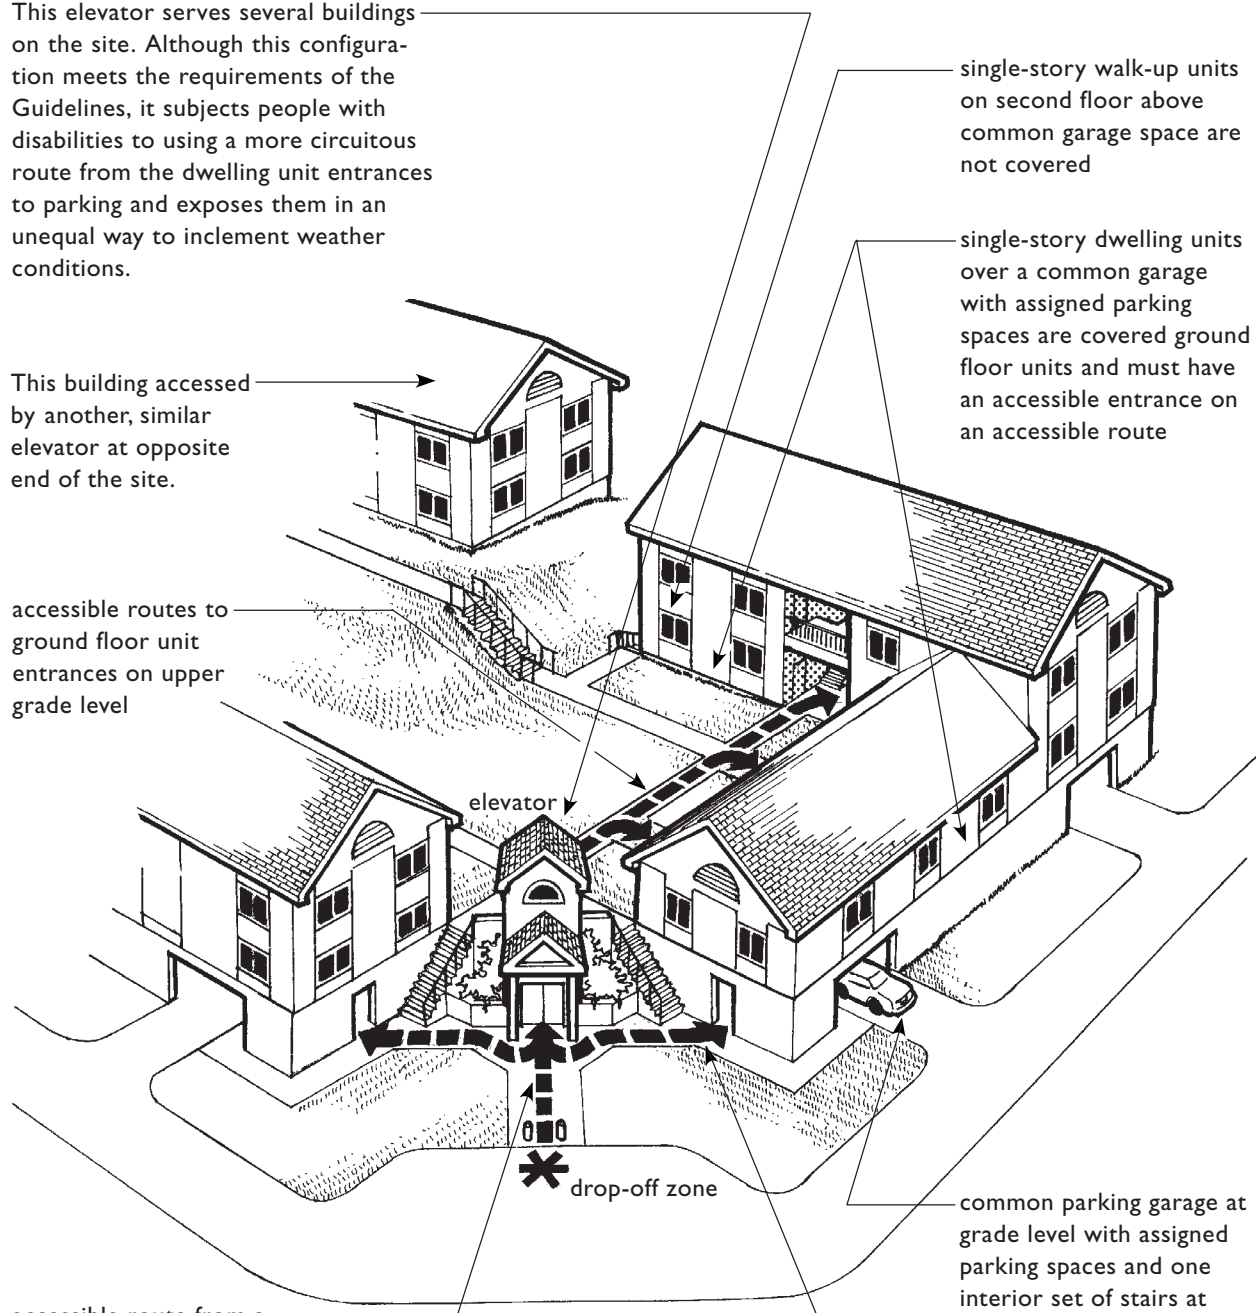 This elevator serves several buildings
on the site. Although this configura-
tion meets the requirements of the
Guidelines, it subjects people with
disabilities to using a more circuitous
route from the dwelling unit entrances
to parking and exposes them in an
unequal way to inclement weather
conditions.
single-story walk-up units
on second floor above
common garage space are
not covered
single-story dwelling units
over a common garage
with assigned parking
spaces are covered ground
floor units and must have
an accessible entrance on
an accessible route
This building accessed
by another, similar
elevator at opposite
end of the site.
accessible routes to
ground floor unit
entrances on upper
grade level
elevator
drop-off zone
common parking garage at
grade level with assigned
parking spaces and one
interior set of stairs at
accessible route from a